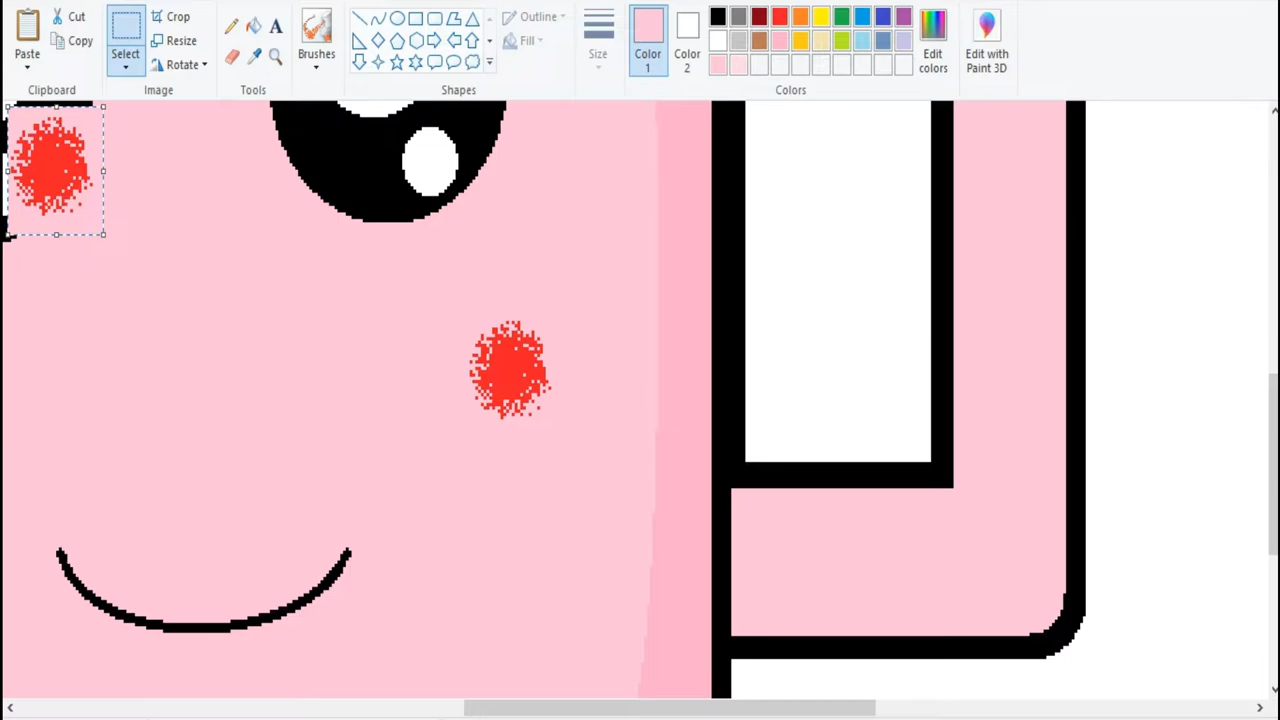 Paste
Cut
Copy
Clipboard
Select
Crop
Resize
Rotate
Image
A
Tools
Brushes
Outline
Fill
Shapes
Size
Color
1
Color
2
Edit
colors
Colors
Edit with
Paint 3D